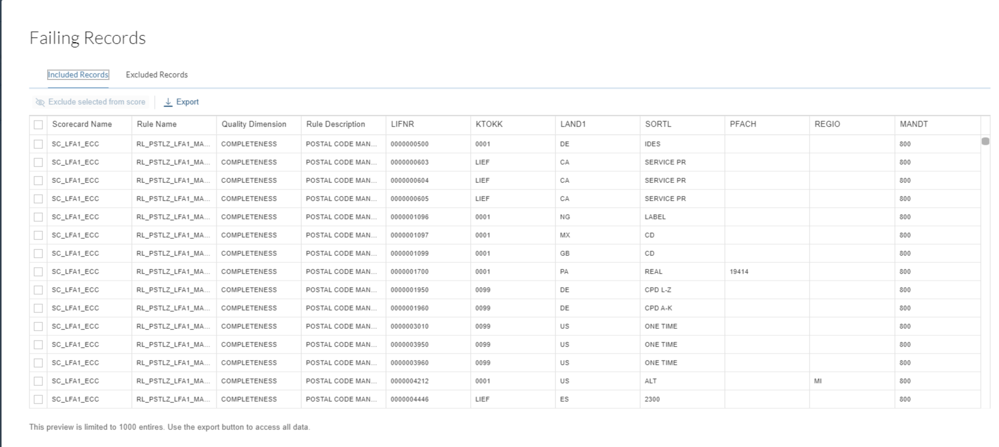 Failing Records
Included Records Excluded Records
Exclude selected from score Export
Scorecard Name Rule Name Quality Dimension Rule Description LIFNR KTOKK LAND1 SORTL PFACH REGIO MANDT
SC_LFA1_ECC RL_PSTLZ_LFA1_MA... COMPLETENESS POSTAL CODE MAN... 0000000500 0001 DE IDES 800
SC_LFA1_ECC RL_PSTLZ_LFA1_MA... COMPLETENESS POSTAL CODE MAN... 0000000603 LIEF CA SERVICE PR 800
SC_LFA1_ECC RL_PSTLZ_LFA1_MA... COMPLETENESS POSTAL CODE MAN... 0000000604 LIEF CA SERVICE PR 800
SC_LFA1_ECC RL_PSTLZ_LFA1_MA... COMPLETENESS POSTAL CODE MAN... 0000000605 LIEF CA SERVICE PR 800
SC_LFA1_ECC RL_PSTLZ_LFA1_MA... COMPLETENESS POSTAL CODE MAN... 0000001096 0001 NG LABEL 800
SC_LFA1_ECC RL_PSTLZ_LFA1_MA... COMPLETENESS POSTAL CODE MAN... 0000001097 0001 MX CD 800
SC_LFA1_ECC RL_PSTLZ_LFA1_MA... COMPLETENESS POSTAL CODE MAN... 0000001099 0001 GB CD 800
SC_LFA1_ECC RL_PSTLZ_LFA1_MA... COMPLETENESS POSTAL CODE MAN... 0000001700 0001 PA REAL 19414 800
SC_LFA1_ECC RL_PSTLZ_LFA1_MA... COMPLETENESS POSTAL CODE MAN... 0000001950 0099 DE CPD L-Z 800
SC_LFA1_ECC RL_PSTLZ_LFA1_MA... COMPLETENESS POSTAL CODE MAN... 0000001960 0099 DE CPD A-K 800
SC_LFA1_ECC RL_PSTLZ_LFA1_MA... COMPLETENESS POSTAL CODE MAN... 0000003010 0099 US ONE TIME 800
SC_LFA1_ECC RL_PSTLZ_LFA1_MA... COMPLETENESS POSTAL CODE MAN... 0000003950 0099 US ONE TIME 800
SC_LFA1_ECC RL_PSTLZ_LFA1_MA... COMPLETENESS POSTAL CODE MAN... 0000003960 0099 US ONE TIME 800
SC_LFA1_ECC RL_PSTLZ_LFA1_MA... COMPLETENESS POSTAL CODE MAN... 0000004212 0001 US ALT MI 800
SC_LFA1_ECC RL_PSTLZ_LFA1_MA... COMPLETENESS POSTAL CODE MAN... 0000004446 LIEF ES 2300 800
This preview is limited to 1000 entires. Use the export button to access all data.